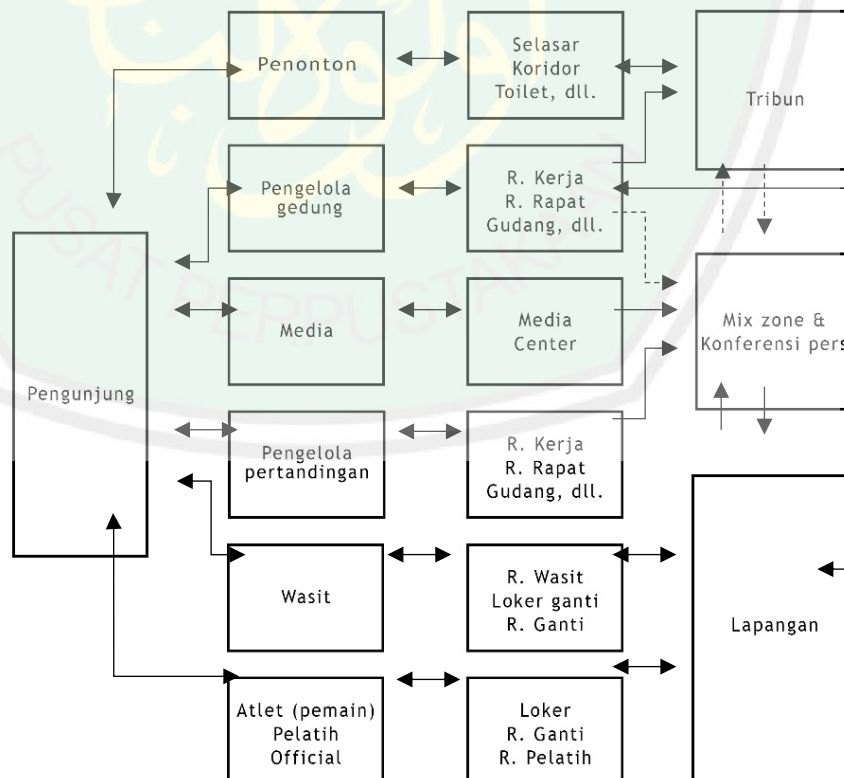 Penonton
Selasar
Koridor
Toilet, dll.
Tribun
Pengelola
gedung
R. Kerja
R. Rapat
Gudang, dll.
Media
Media
Center
Mix zone &
Konferensi pers
Pengunjung
Pengelola
pertandingan
R. Kerja
R. Rapat
Gudang, dll.
Wasit
R. Wasit
Loker ganti
R. Ganti
Lapangan
Atlet (pemain)
Pelatih
Official
Loker
R. Ganti
R. Pelatih
PUSAT PERPUSTAKAAN